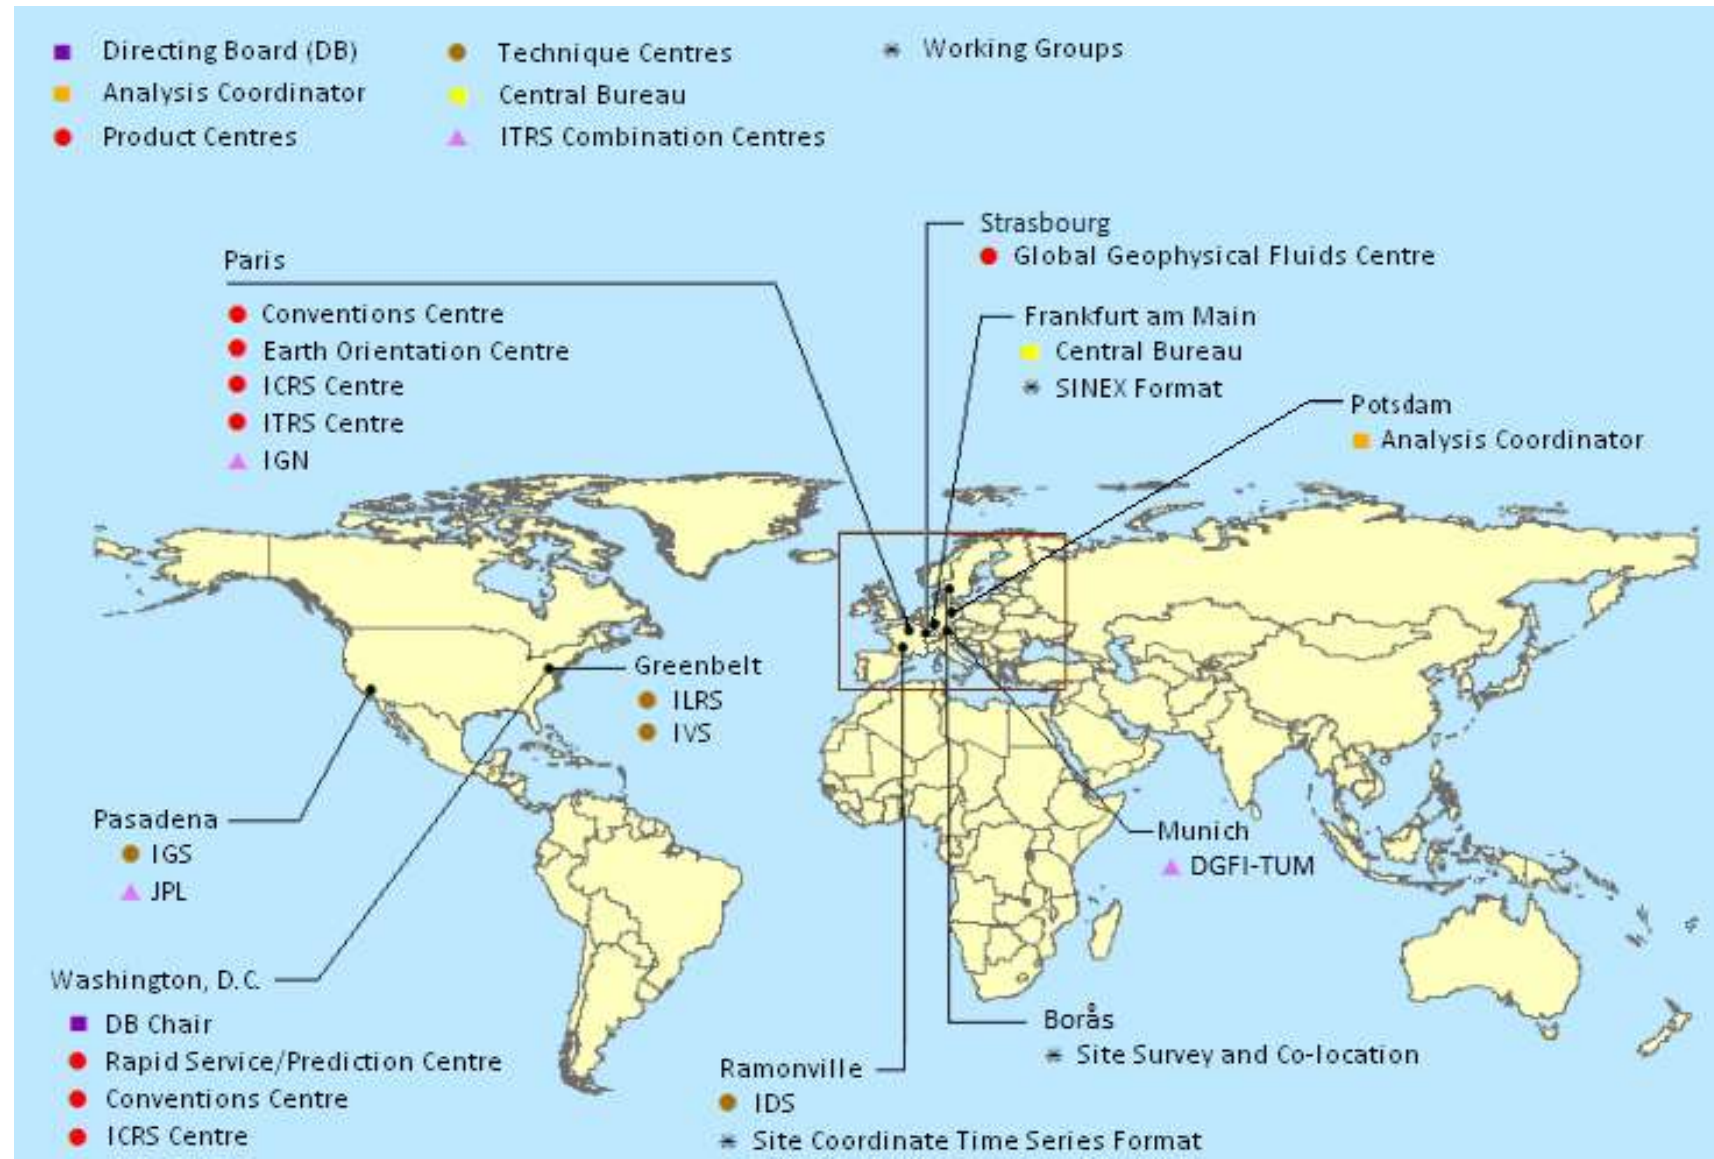 Directing Board (DB)
Analysis Coordinator
Product Centres
Technique Centres
Central Bureau
ITRS Combination Centres
Working Groups
Paris
Conventions Centre
Earth Orientation Centre
ICRS Centre
ITRS Centre
IGN
Strasbourg
Global Geophysical Fluids Centre
Frankfurt am Main
Central Bureau
SINEX Format
Potsdam
Analysis Coordinator
Greenbelt
ILRS
IVS
Pasadena
IGS
JPL
Munich
DGFI-TUM
Washington, D.C.
DB Chair
Rapid Service/Prediction Centre
Conventions Centre
ICRS Centre
Ramonville
IDS
Site Coordinate Time Series Format
Borås
Site Survey and Co-location